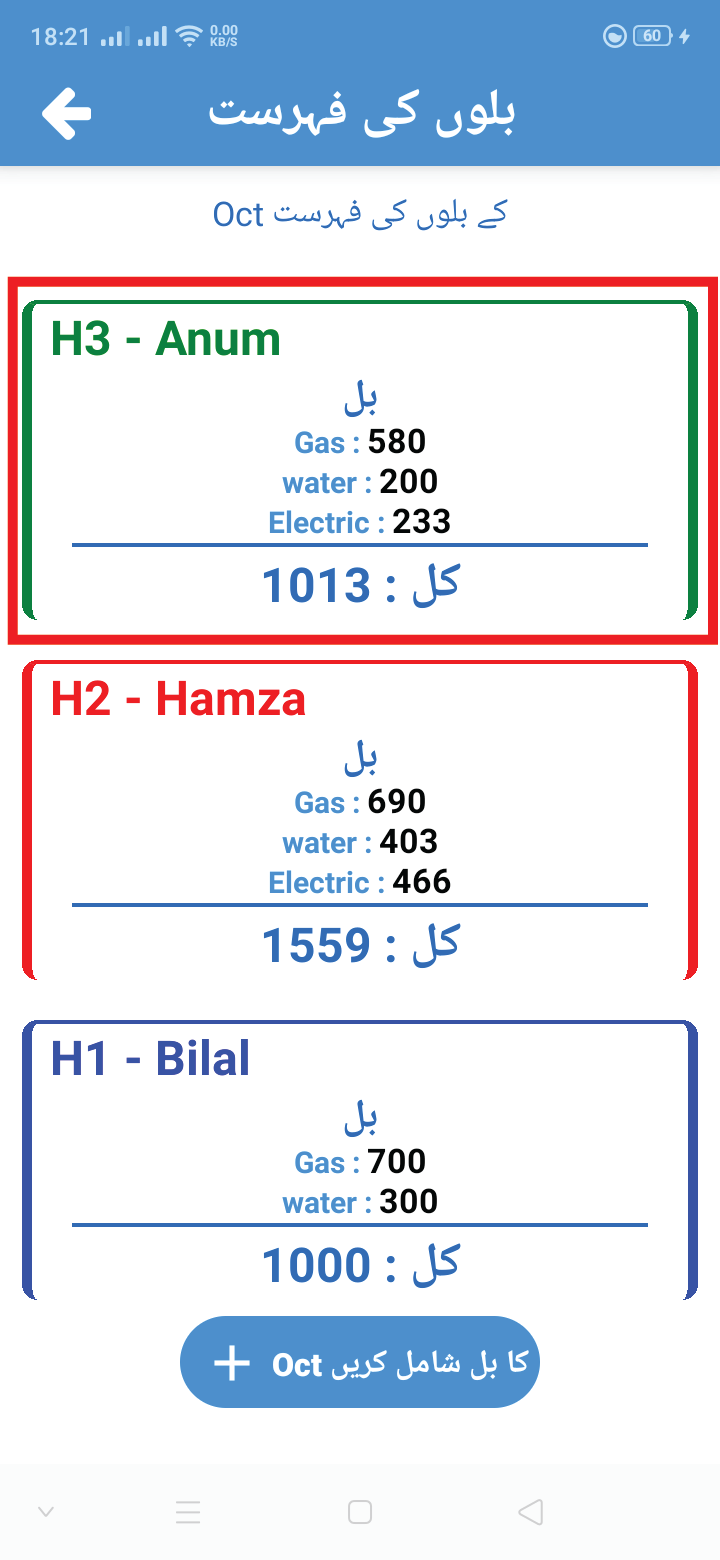 18:21 0.00 KB/S 60
بلوں کی فہرست
کے بلوں کی فہرست Oct
H3 - Anum
بل
Gas : 580
water : 200
Electric : 233
کل : 1013
H2 - Hamza
بل
Gas : 690
water : 403
Electric : 466
کل : 1559
H1 - Bilal
بل
Gas : 700
water : 300
کل : 1000
کا بل شامل کریں Oct